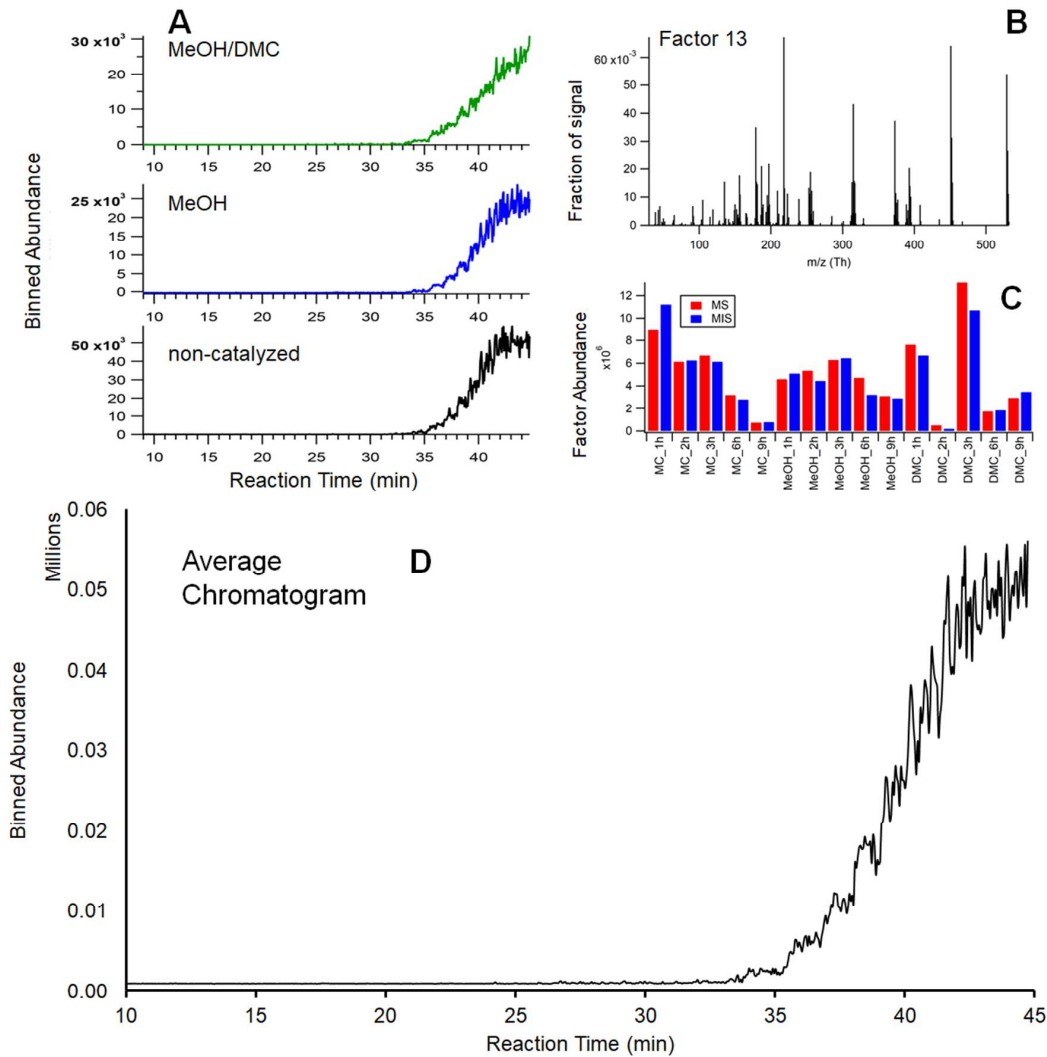 A
30 x10³
MeOH/DMC
20
10
0
10 15 20 25 30 35 40
25 x10³
MeOH
20
15
10
5
0
10 15 20 25 30 35 40
50 x10³
non-catalyzed
40
30
20
10
0
10 15 20 25 30 35 40
Binned Abundance
Reaction Time (min)
B
Factor 13
60 x10⁻³
50
40
30
20
10
0
Fraction of signal
100 200 300 400 500
m/z (Th)
C
MS
MIS
12
10
8
6
4
2
0
Factor Abundance
x10⁶
MC_1h
MC_2h
MC_3h
MC_6h
MC_9h
MeOH_1h
MeOH_2h
MeOH_3h
MeOH_6h
MeOH_9h
DMC_1h
DMC_2h
DMC_3h
DMC_6h
DMC_9h
D
Average
Chromatogram
Millions
0.06
0.05
0.04
0.03
0.02
0.01
0.00
Binned Abundance
10 15 20 25 30 35 40 45
Reaction Time (min)